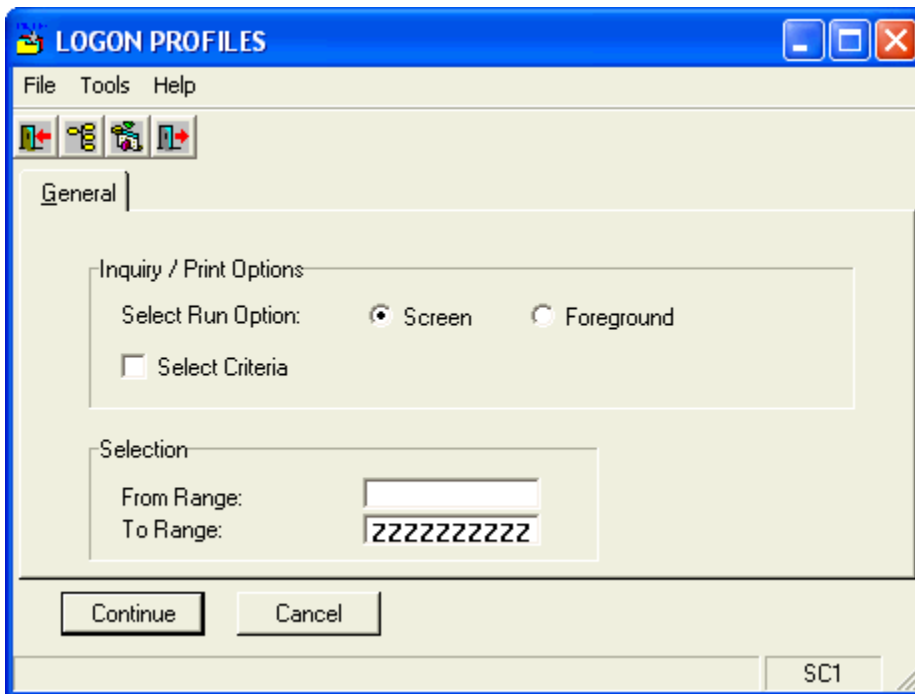 LOGON PROFILES
File Tools Help
General
Inquiry / Print Options
Select Run Option: Screen Foreground
Select Criteria
Selection
From Range:
To Range: ZZZZZZZZZZ
Continue Cancel
SC1